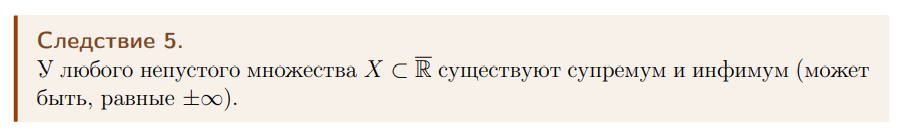 Следствие 5.
У любого непустого множества X ⊂ ℝ̅ существуют супремум и инфимум (может
быть, равные ±∞).